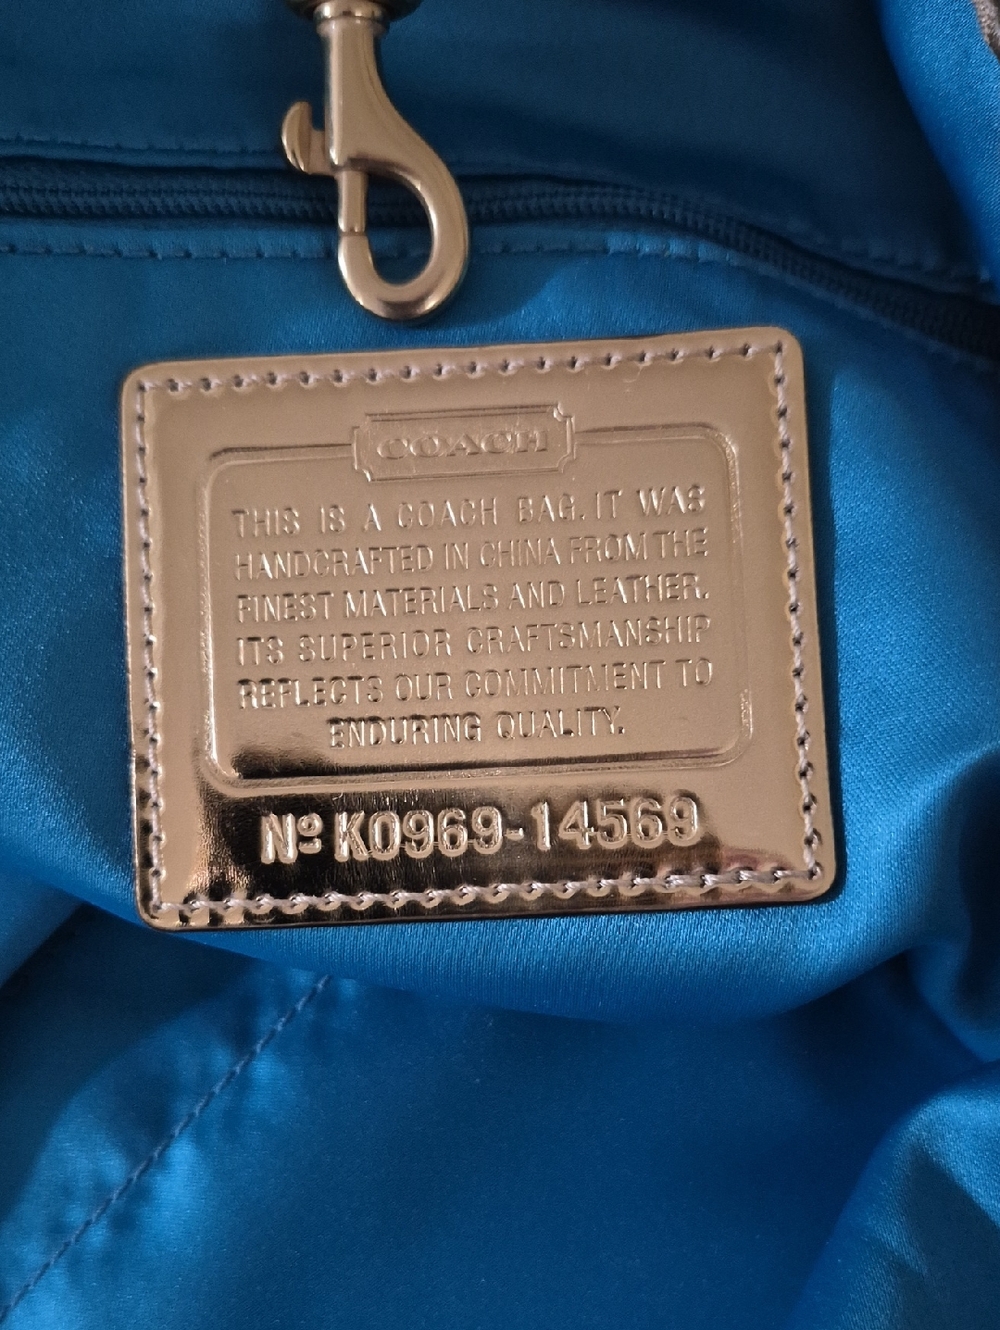 COACH
THIS IS A COACH BAG. IT WAS
HANDCRAFTED IN CHINA FROM THE
FINEST MATERIALS AND LEATHER.
ITS SUPERIOR CRAFTSMANSHIP
REFLECTS OUR COMMITMENT TO
ENDURING QUALITY.
Nº K0969-14569